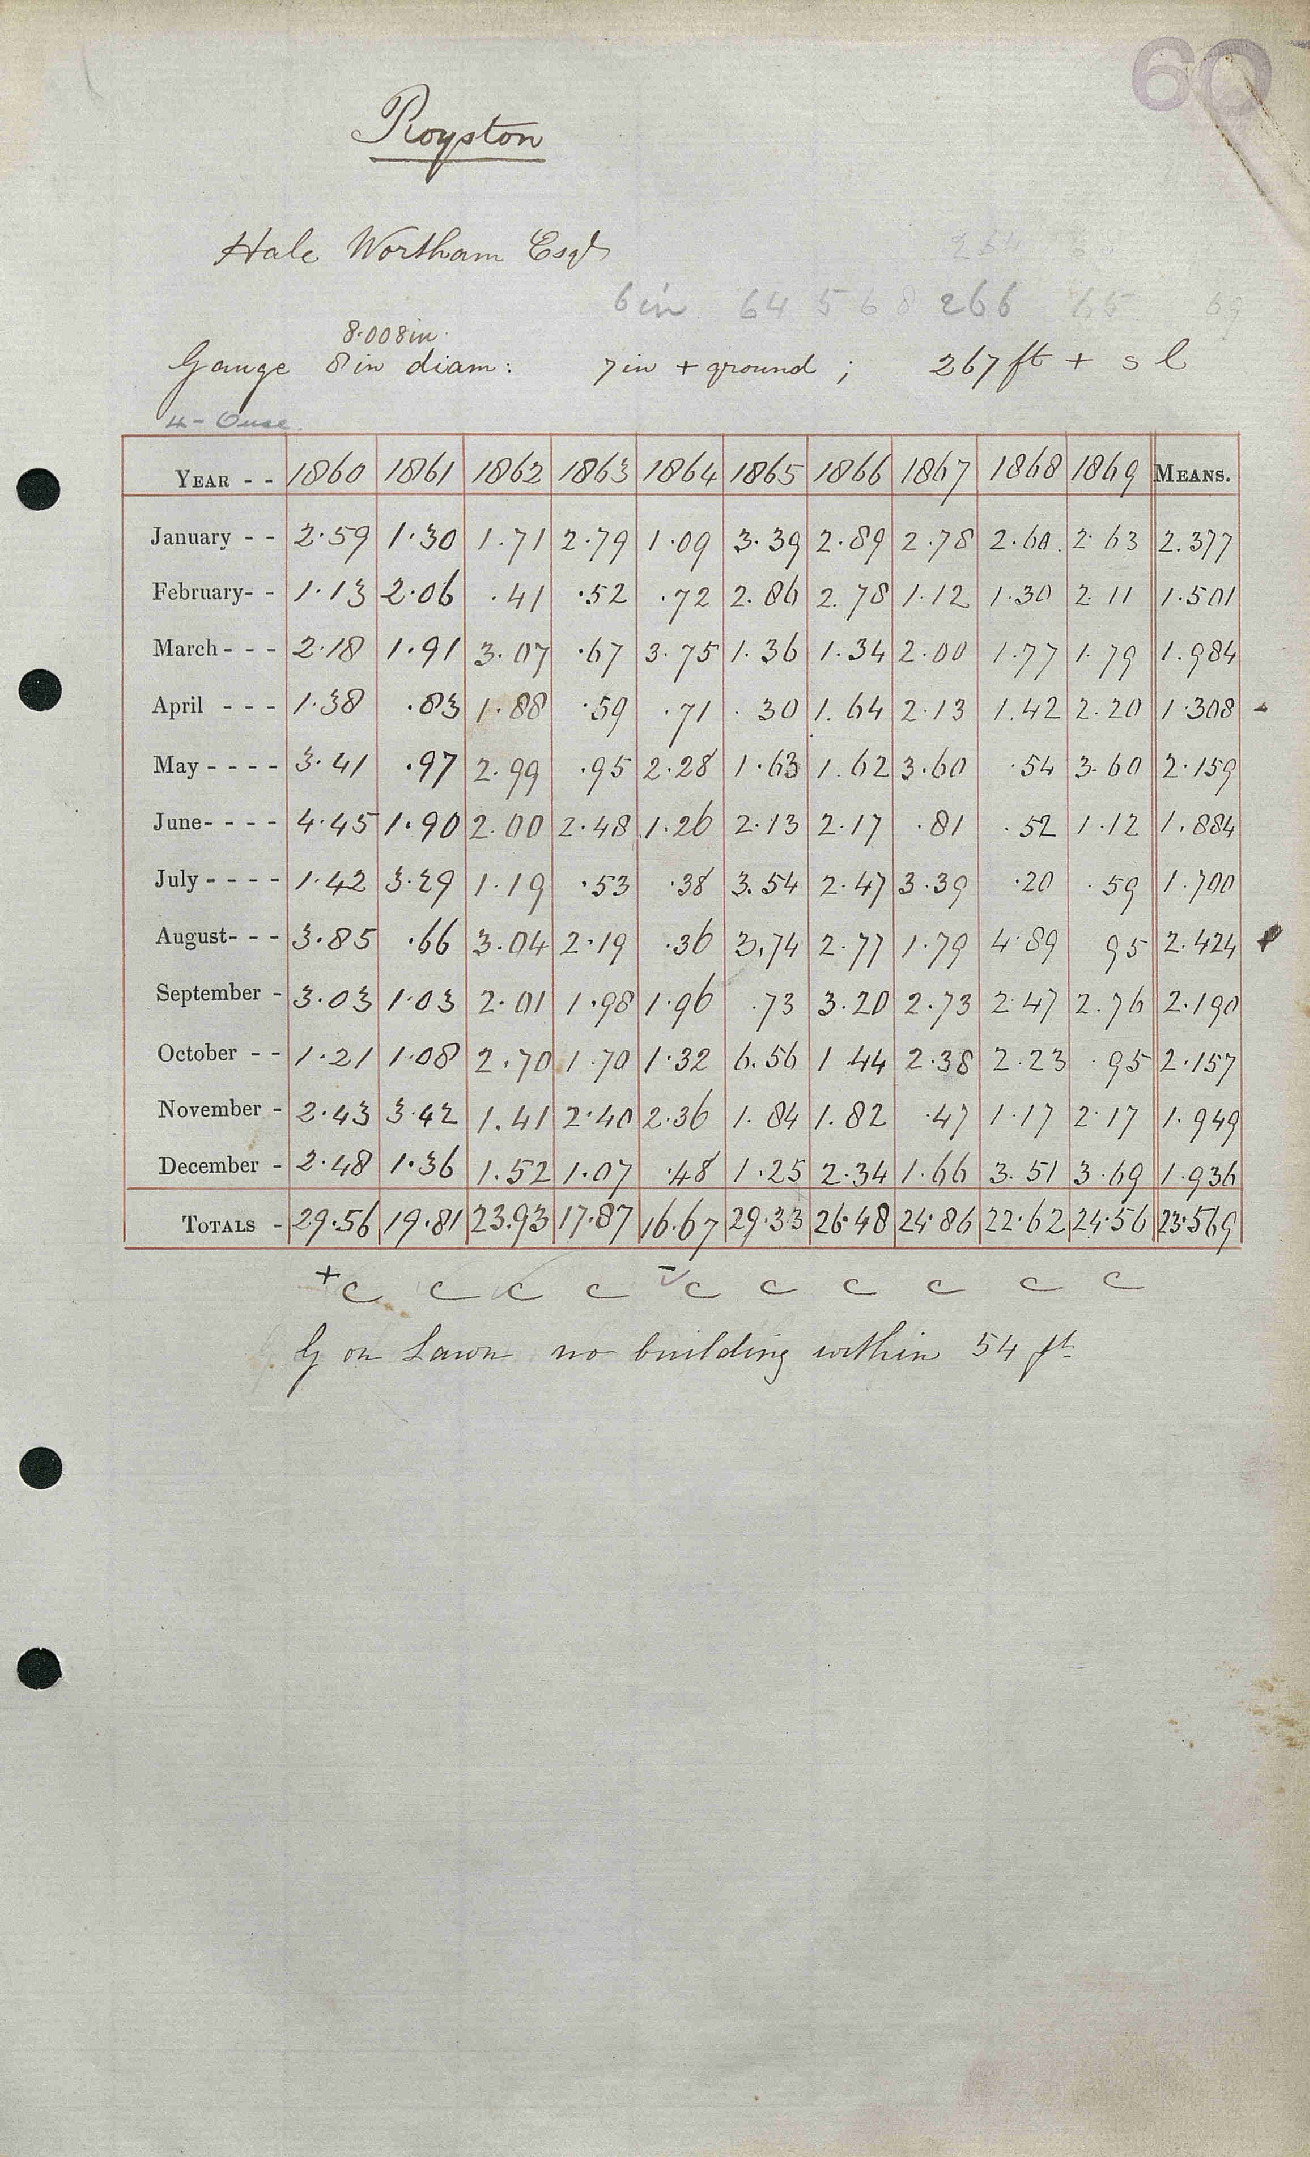 60
Royston
Hale Wortham Esqr
6in 64 5 6 8 266 65 69
8.008in.
Gauge 8in diam: 7in + ground ; 267 ft + s l
4 - Ouse.
YEAR - - 1860 1861 1862 1863 1864 1865 1866 1867 1868 1869 MEANS.
January - - 2.59 1.30 1.71 2.79 1.09 3.39 2.89 2.78 2.60 2.63 2.377
February- - 1.13 2.06 .41 .52 .72 2.86 2.78 1.12 1.30 2.11 1.501
March - - - 2.18 1.91 3.07 .67 3.75 1.36 1.34 2.00 1.77 1.79 1.984
April - - - 1.38 .83 1.88 .59 .71 .30 1.64 2.13 1.42 2.20 1.308
May - - - - 3.41 .97 2.99 .95 2.28 1.63 1.62 3.60 .54 3.60 2.159
June- - - - 4.45 1.90 2.00 2.48 1.26 2.13 2.17 .81 .52 1.12 1.884
July - - - - 1.42 3.29 1.19 .53 .38 3.54 2.47 3.39 .20 .59 1.700
August- - - 3.85 .66 3.04 2.19 .36 3.74 2.77 1.79 4.89 95 2.424
September - 3.03 1.03 2.01 1.98 1.96 .73 3.20 2.73 2.47 2.76 2.190
October - - 1.21 1.08 2.70 1.70 1.32 6.56 1.44 2.38 2.23 .95 2.157
November - 2.43 3.42 1.41 2.40 2.36 1.84 1.82 .47 1.17 2.17 1.949
December - 2.48 1.36 1.52 1.07 .48 1.25 2.34 1.66 3.51 3.69 1.936
TOTALS - 29.56 19.81 23.93 17.87 16.67 29.33 26.48 24.86 22.62 24.56 23.569
+c c c c -c c c c c c
G on Lawn no building within 54 ft